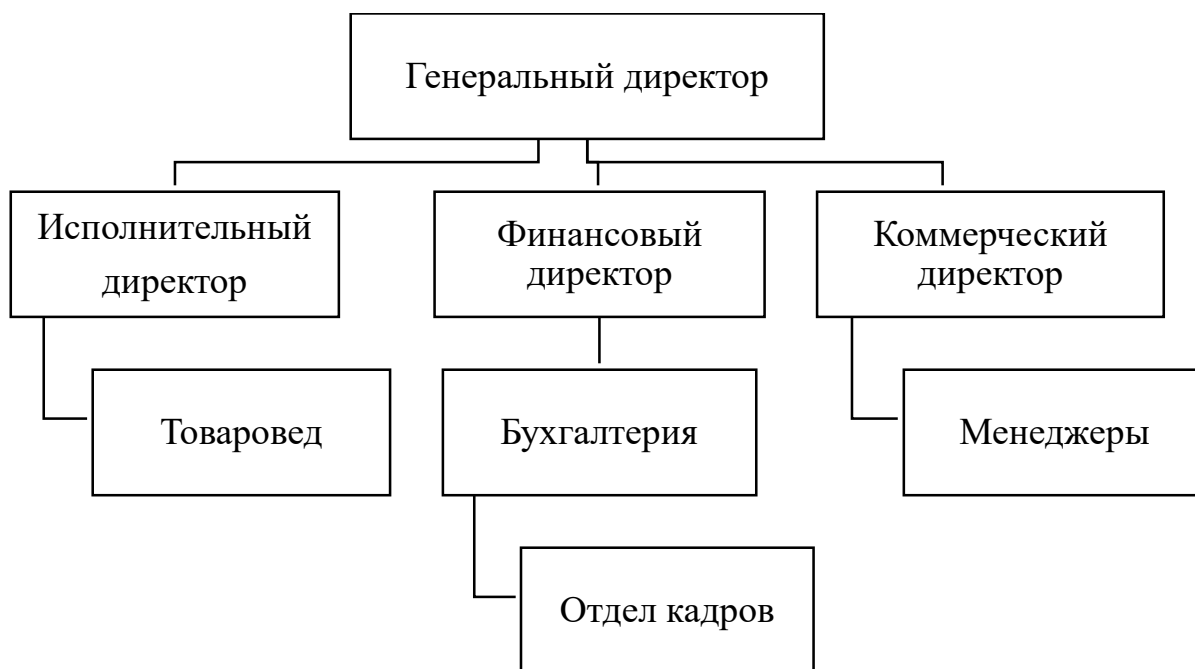 Генеральный директор
Исполнительный
директор
Финансовый
директор
Коммерческий
директор
Товаровед
Бухгалтерия
Менеджеры
Отдел кадров